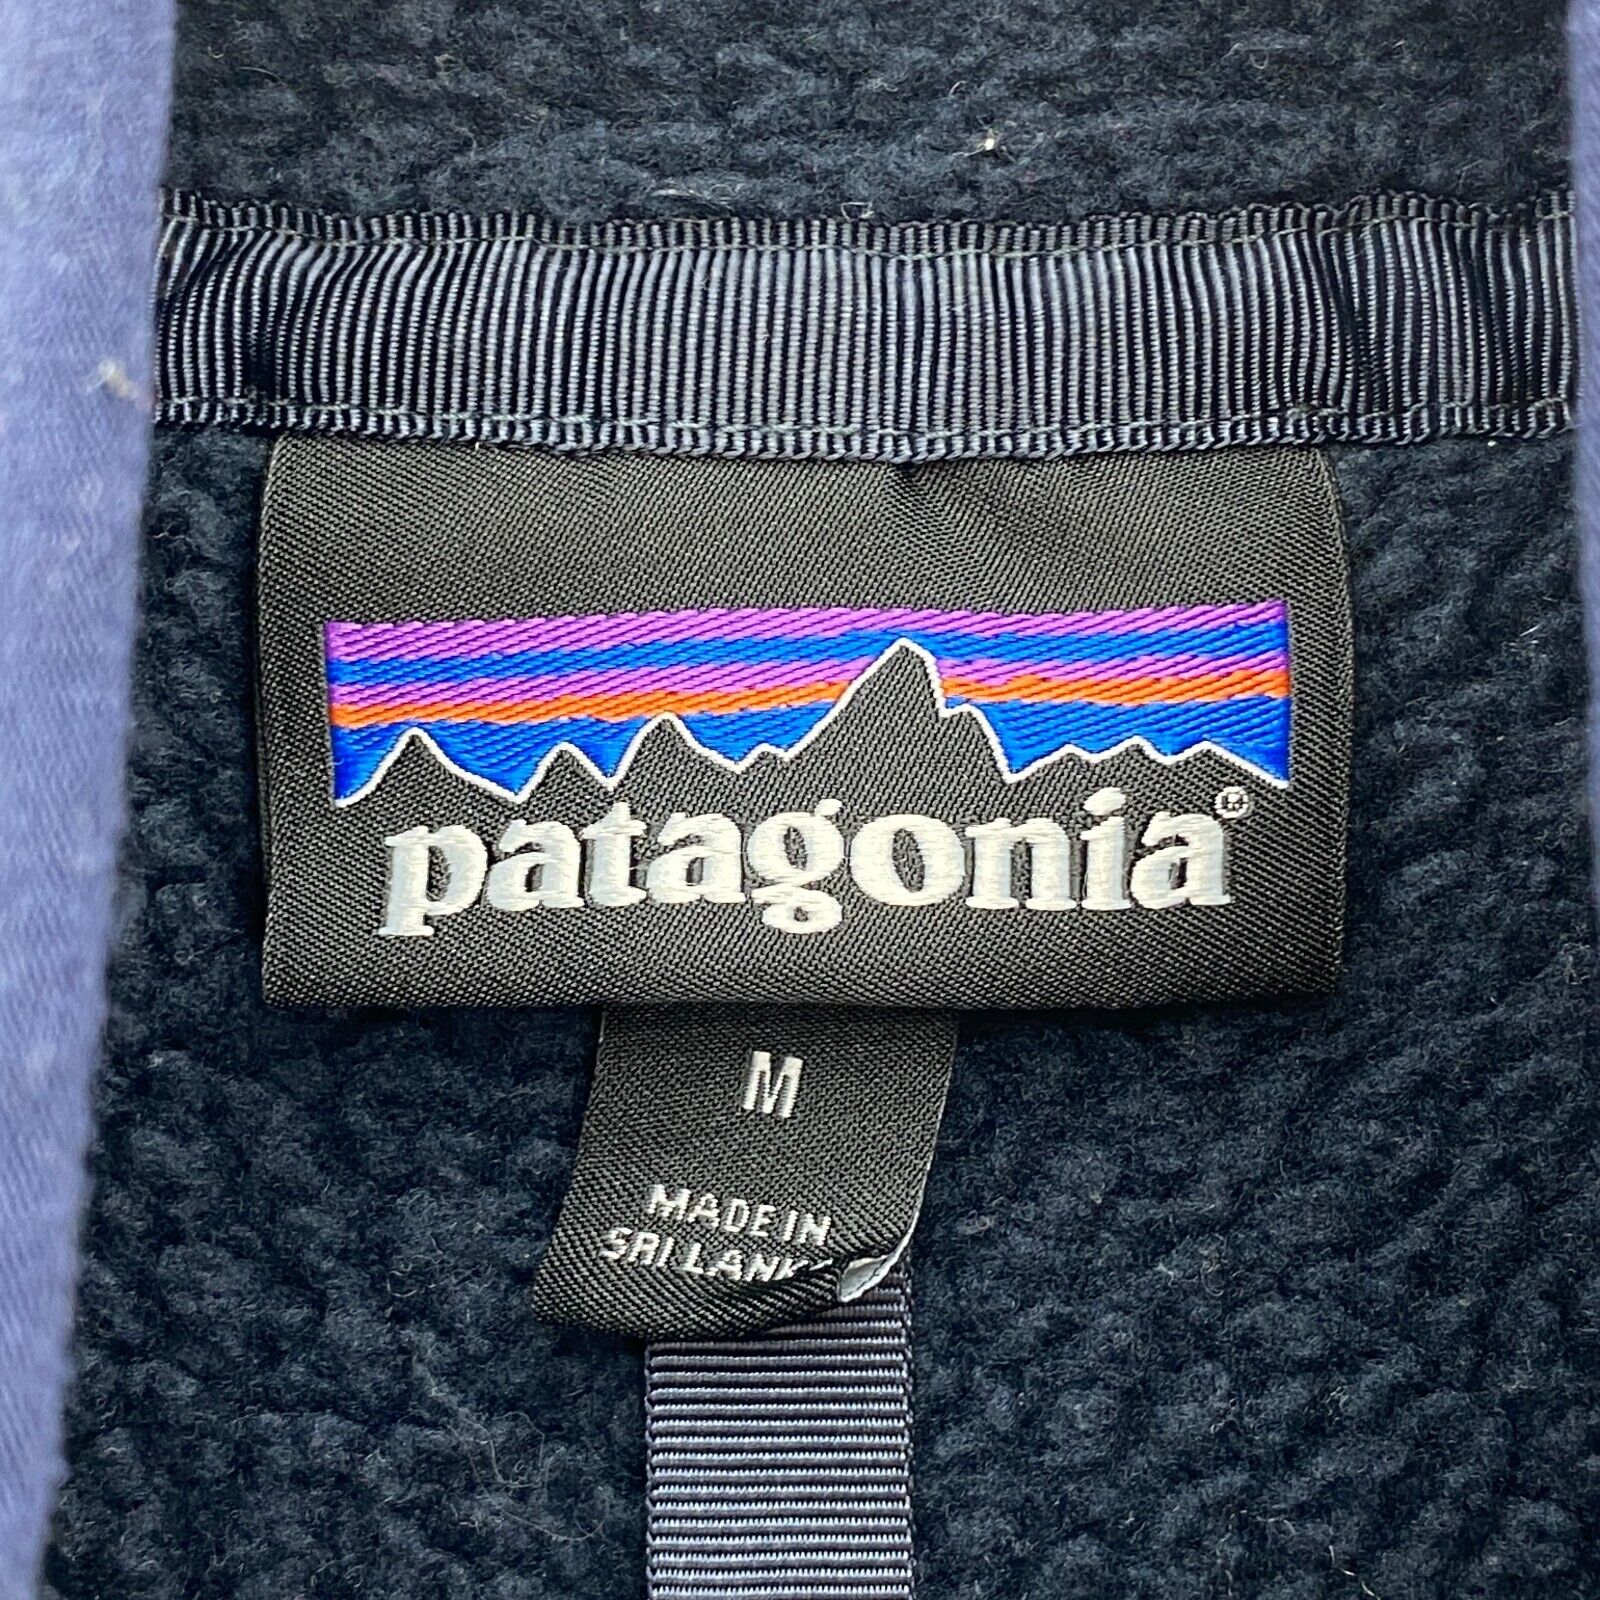 patagonia®
M
MADE IN
SRI LANK